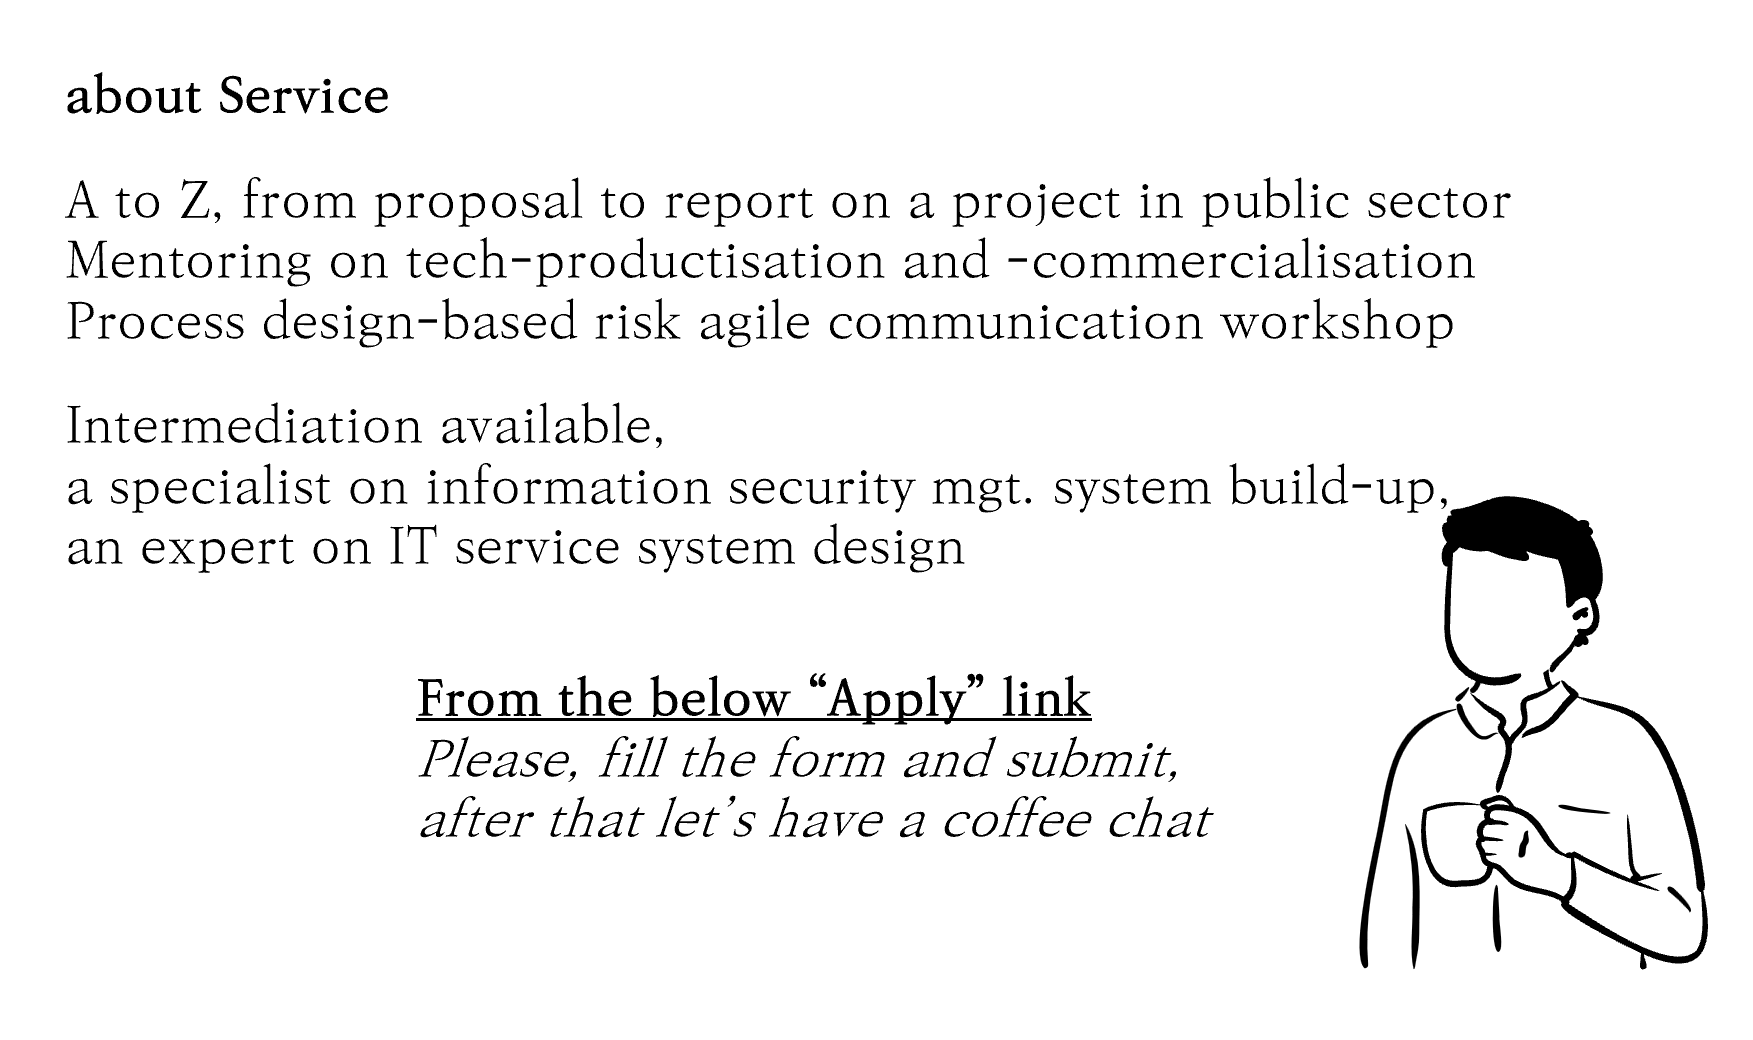 about Service
A to Z, from proposal to report on a project in public sector
Mentoring on tech-productisation and -commercialisation
Process design-based risk agile communication workshop
Intermediation available,
a specialist on information security mgt. system build-up,
an expert on IT service system design
From the below “Apply” link
Please, fill the form and submit,
after that let’s have a coffee chat